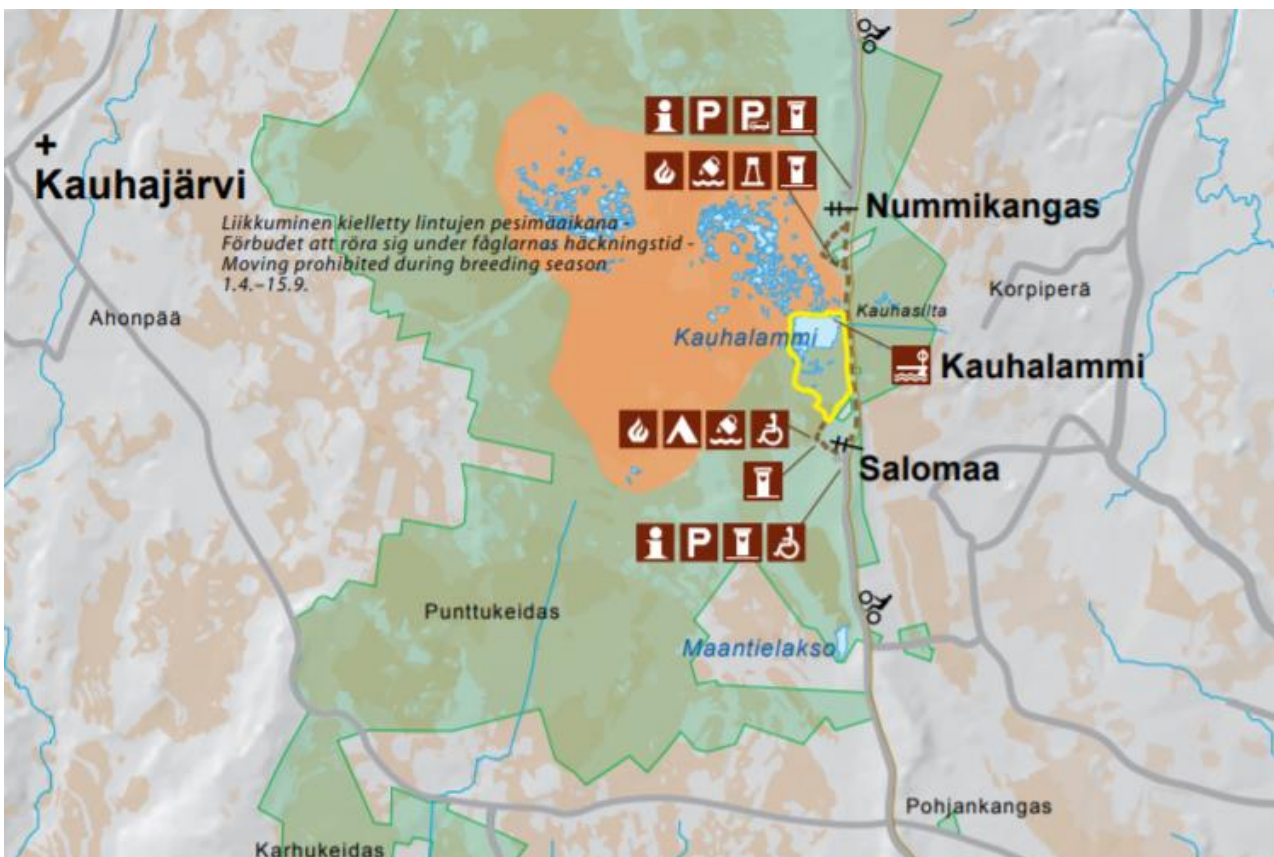 P P
Nummikangas
+
Kauhajärvi
Liikkuminen kielletty lintujen pesimäaikana -
Förbudet att röra sig under fåglarnas häckningstid -
Moving prohibited during breeding season
1.4.–15.9.
Korpiperä
Kauhasilta
Ahonpää
Kauhalammi
Kauhalammi
Salomaa
P
Punttukeidas
Maantielakso
Pohjankangas
Karhukeidas